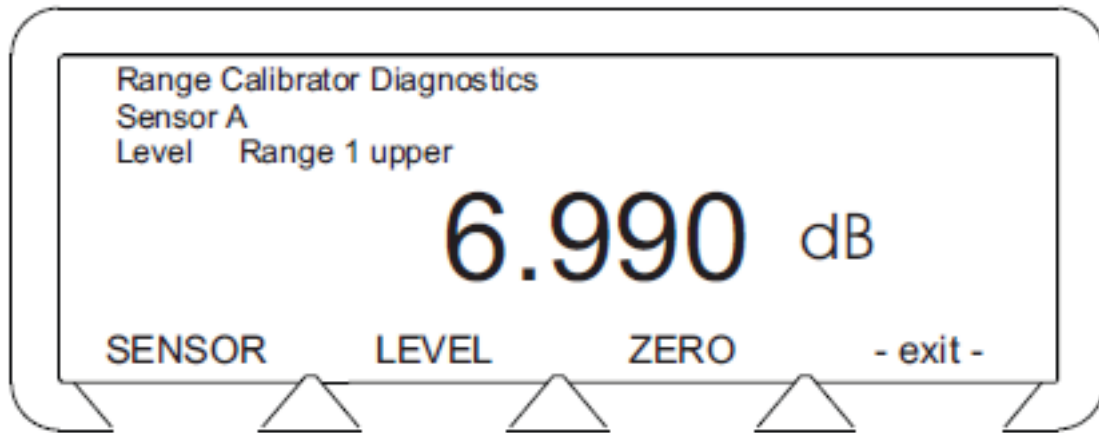 Range Calibrator Diagnostics
Sensor A
Level Range 1 upper
6.990 dB
SENSOR LEVEL ZERO - exit -